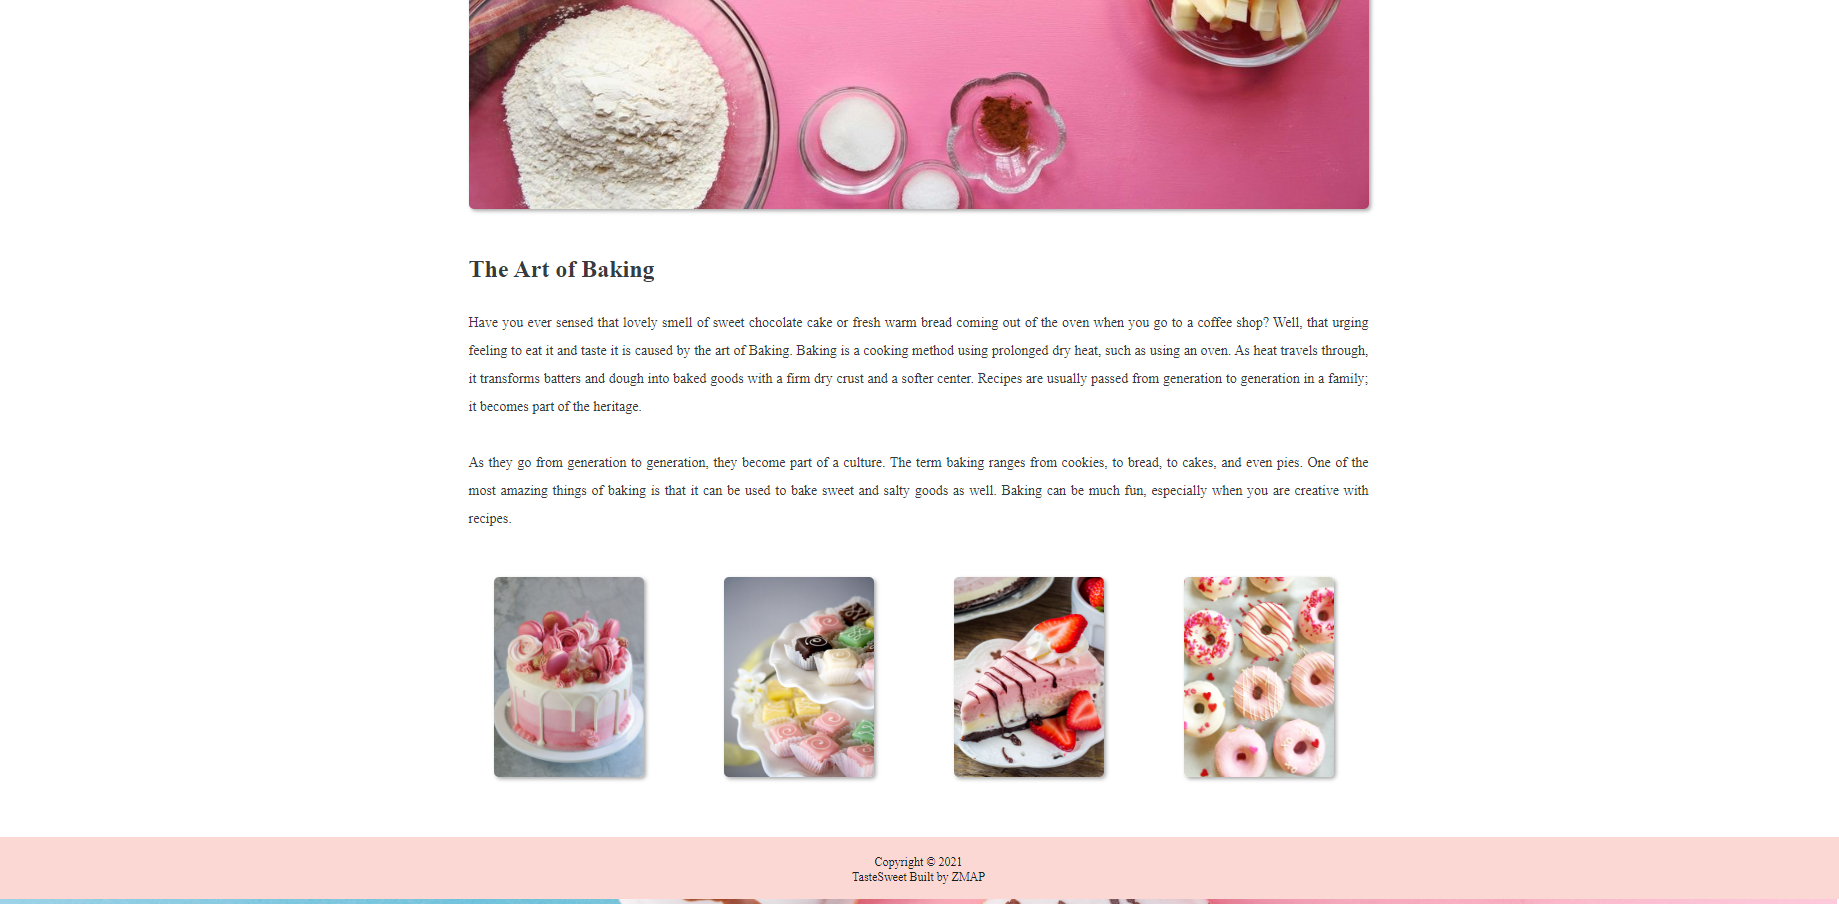 The Art of Baking
Have you ever sensed that lovely smell of sweet chocolate cake or fresh warm bread coming out of the oven when you go to a coffee shop? Well, that urging
feeling to eat it and taste it is caused by the art of Baking. Baking is a cooking method using prolonged dry heat, such as using an oven. As heat travels through,
it transforms batters and dough into baked goods with a firm dry crust and a softer center. Recipes are usually passed from generation to generation in a family;
it becomes part of the heritage.
As they go from generation to generation, they become part of a culture. The term baking ranges from cookies, to bread, to cakes, and even pies. One of the
most amazing things of baking is that it can be used to bake sweet and salty goods as well. Baking can be much fun, especially when you are creative with
recipes.
Copyright © 2021
TasteSweet Built by ZMAP